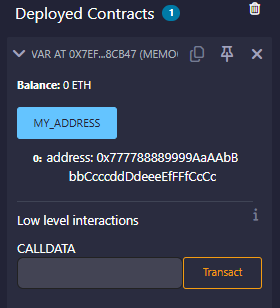 Deployed Contracts 1
VAR AT 0X7EF...8CB47 (MEMO
Balance: 0 ETH
MY_ADDRESS
0: address: 0x777788889999AaAAbB
bbCcccddDdeeeEfFFfCcCc
Low level interactions
i
CALLDATA
Transact